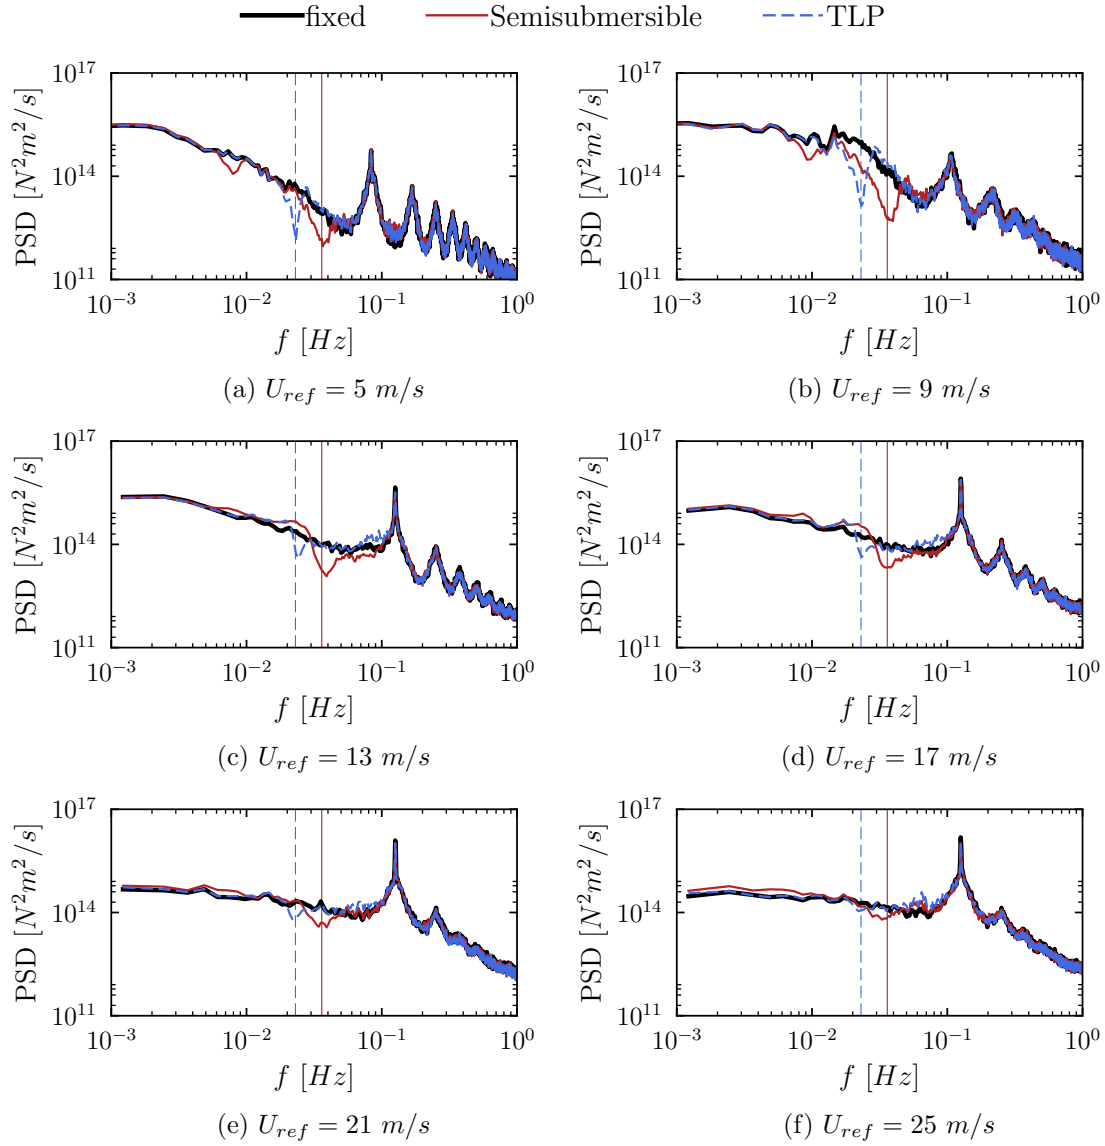 fixed Semisubmersible TLP
10^17 10^17
PSD [N^2m^2/s] PSD [N^2m^2/s]
10^14 10^14
10^11 10^11
10^−3 10^−2 10^−1 10^0 10^−3 10^−2 10^−1 10^0
f [Hz] f [Hz]
(a) U_ref = 5 m/s (b) U_ref = 9 m/s
10^17 10^17
PSD [N^2m^2/s] PSD [N^2m^2/s]
10^14 10^14
10^11 10^11
10^−3 10^−2 10^−1 10^0 10^−3 10^−2 10^−1 10^0
f [Hz] f [Hz]
(c) U_ref = 13 m/s (d) U_ref = 17 m/s
10^17 10^17
PSD [N^2m^2/s] PSD [N^2m^2/s]
10^14 10^14
10^11 10^11
10^−3 10^−2 10^−1 10^0 10^−3 10^−2 10^−1 10^0
f [Hz] f [Hz]
(e) U_ref = 21 m/s (f) U_ref = 25 m/s